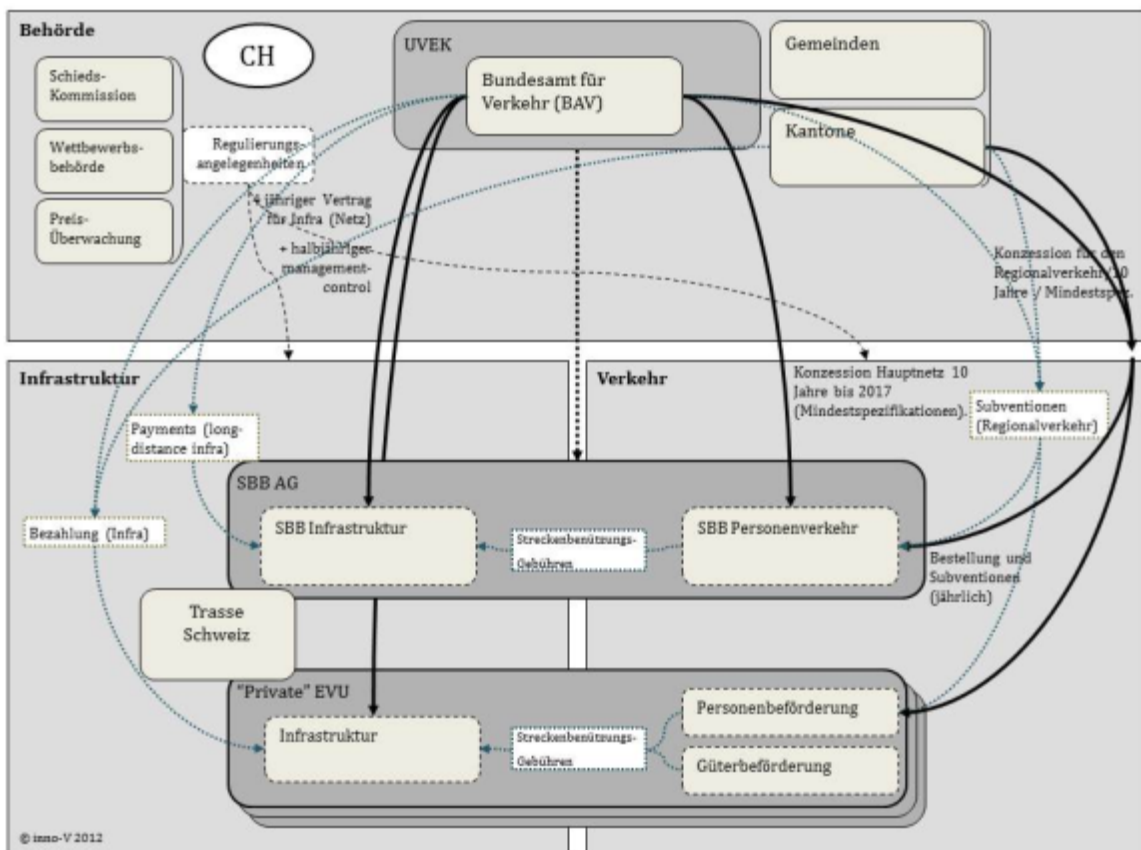 Behörde
CH
UVEK
Bundesamt für
Verkehr (BAV)
Gemeinden
Kantone
Schieds-
Kommission
Wettbewerbs-
behörde
Preis-
Überwachung
Regulierungs-
angelegenheiten
4 jähriger Vertrag
für Infra (Netz)
+ halbjähriger
management-
control
Konzession für den
Regionalverkehr/10
Jahre / Mindestspez.
Infrastruktur
Verkehr
Konzession Hauptnetz 10
Jahre bis 2017
(Mindestspezifikationen).
Subventionen
(Regionalverkehr)
Payments (long-
distance infra)
Bezahlung (Infra)
SBB AG
SBB Infrastruktur
Streckenbenützungs-
Gebühren
SBB Personenverkehr
Bestellung und
Subventionen
(jährlich)
Trasse
Schweiz
"Private" EVU
Infrastruktur
Streckenbenützungs-
Gebühren
Personenbeförderung
Güterbeförderung
© inno-V 2012